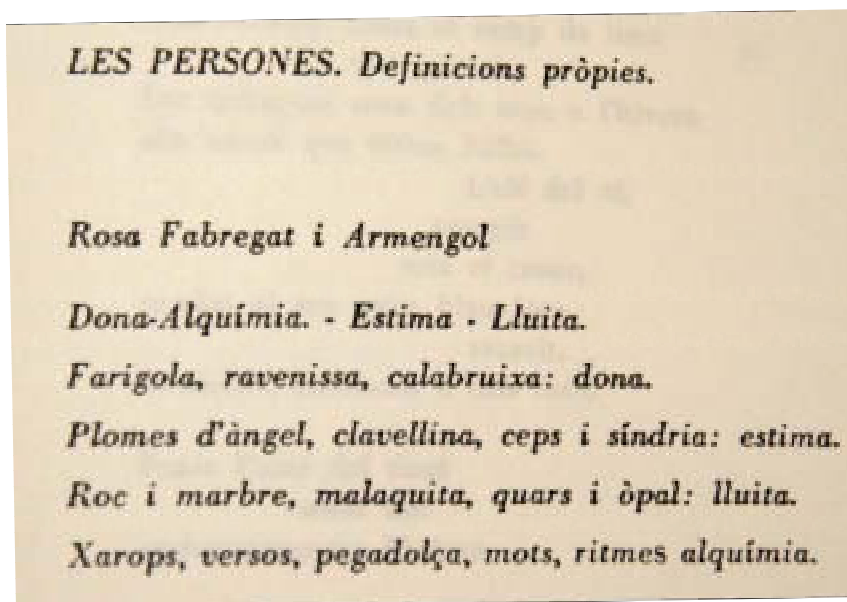 LES PERSONES. Definicions pròpies.
Rosa Fabregat i Armengol
Dona-Alquímia. - Estima - Lluita.
Farigola, ravenissa, calabruixa: dona.
Plomes d'àngel, clavellina, ceps i síndria: estima.
Roc i marbre, malaquita, quars i òpal: lluita.
Xarops, versos, pegadolça, mots, ritmes alquímia.